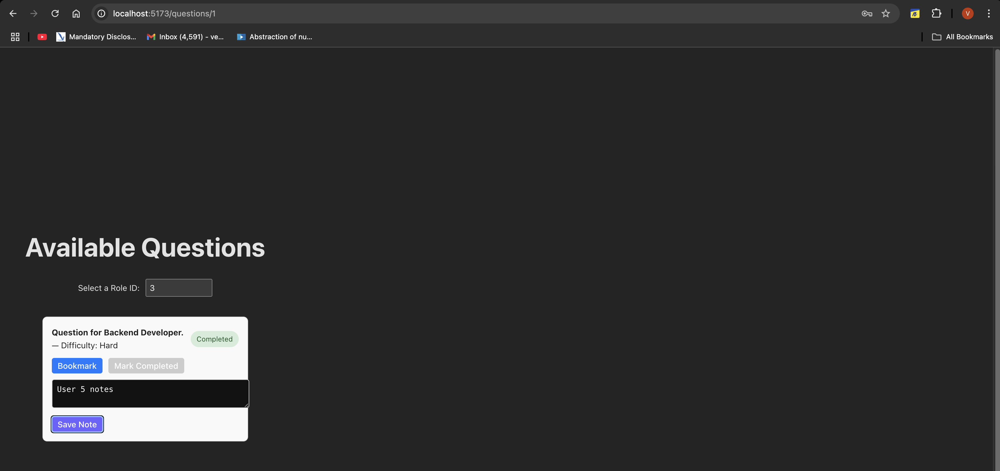 localhost:5173/questions/1
V
Mandatory Disclos...
Inbox (4,591) - ve...
Abstraction of nu...
All Bookmarks
Available Questions
Select a Role ID: 3
Question for Backend Developer.
— Difficulty: Hard
Completed
Bookmark Mark Completed
User 5 notes
Save Note